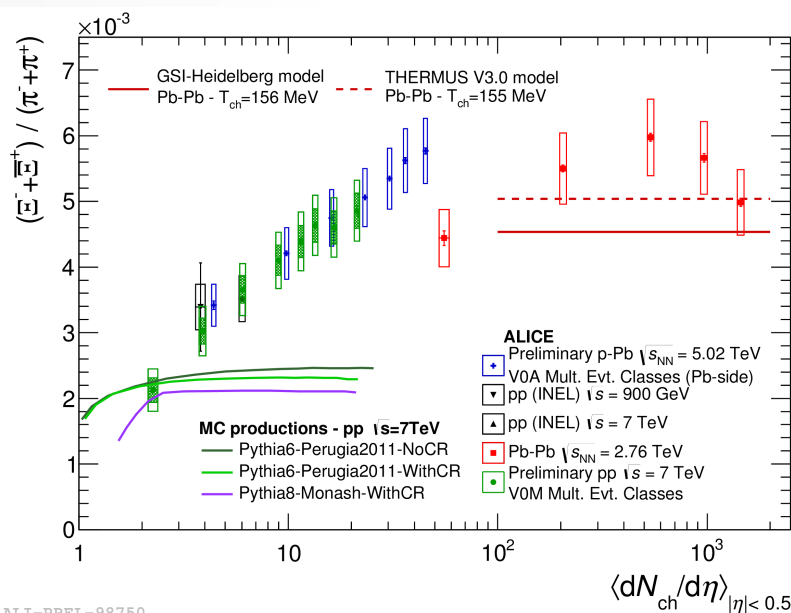 ×10⁻³
(Ξ⁻+Ξ̅⁺) / (π⁻+π⁺)
7
6
5
4
3
2
1
0
GSI-Heidelberg model
Pb-Pb - T_ch=156 MeV
THERMUS V3.0 model
Pb-Pb - T_ch=155 MeV
ALICE
Preliminary p-Pb √s_NN = 5.02 TeV
V0A Mult. Evt. Classes (Pb-side)
pp (INEL) √s = 900 GeV
pp (INEL) √s = 7 TeV
Pb-Pb √s_NN = 2.76 TeV
Preliminary pp √s = 7 TeV
V0M Mult. Evt. Classes
MC productions - pp √s=7TeV
Pythia6-Perugia2011-NoCR
Pythia6-Perugia2011-WithCR
Pythia8-Monash-WithCR
1 10 10² 10³
⟨dN_ch/dη⟩_|η|< 0.5
ALI-PREL-98750